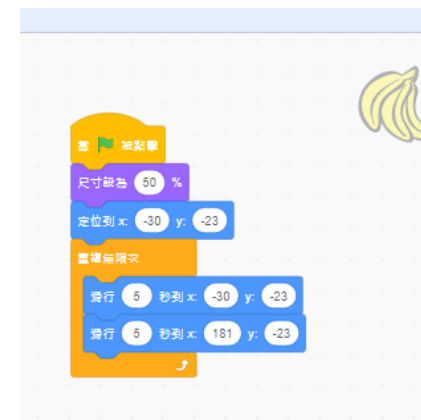 當 被點擊
尺寸設為 50 %
定位到 x: -30 y: -23
重複無限次
滑行 5 秒到 x: -30 y: -23
滑行 5 秒到 x: 181 y: -23